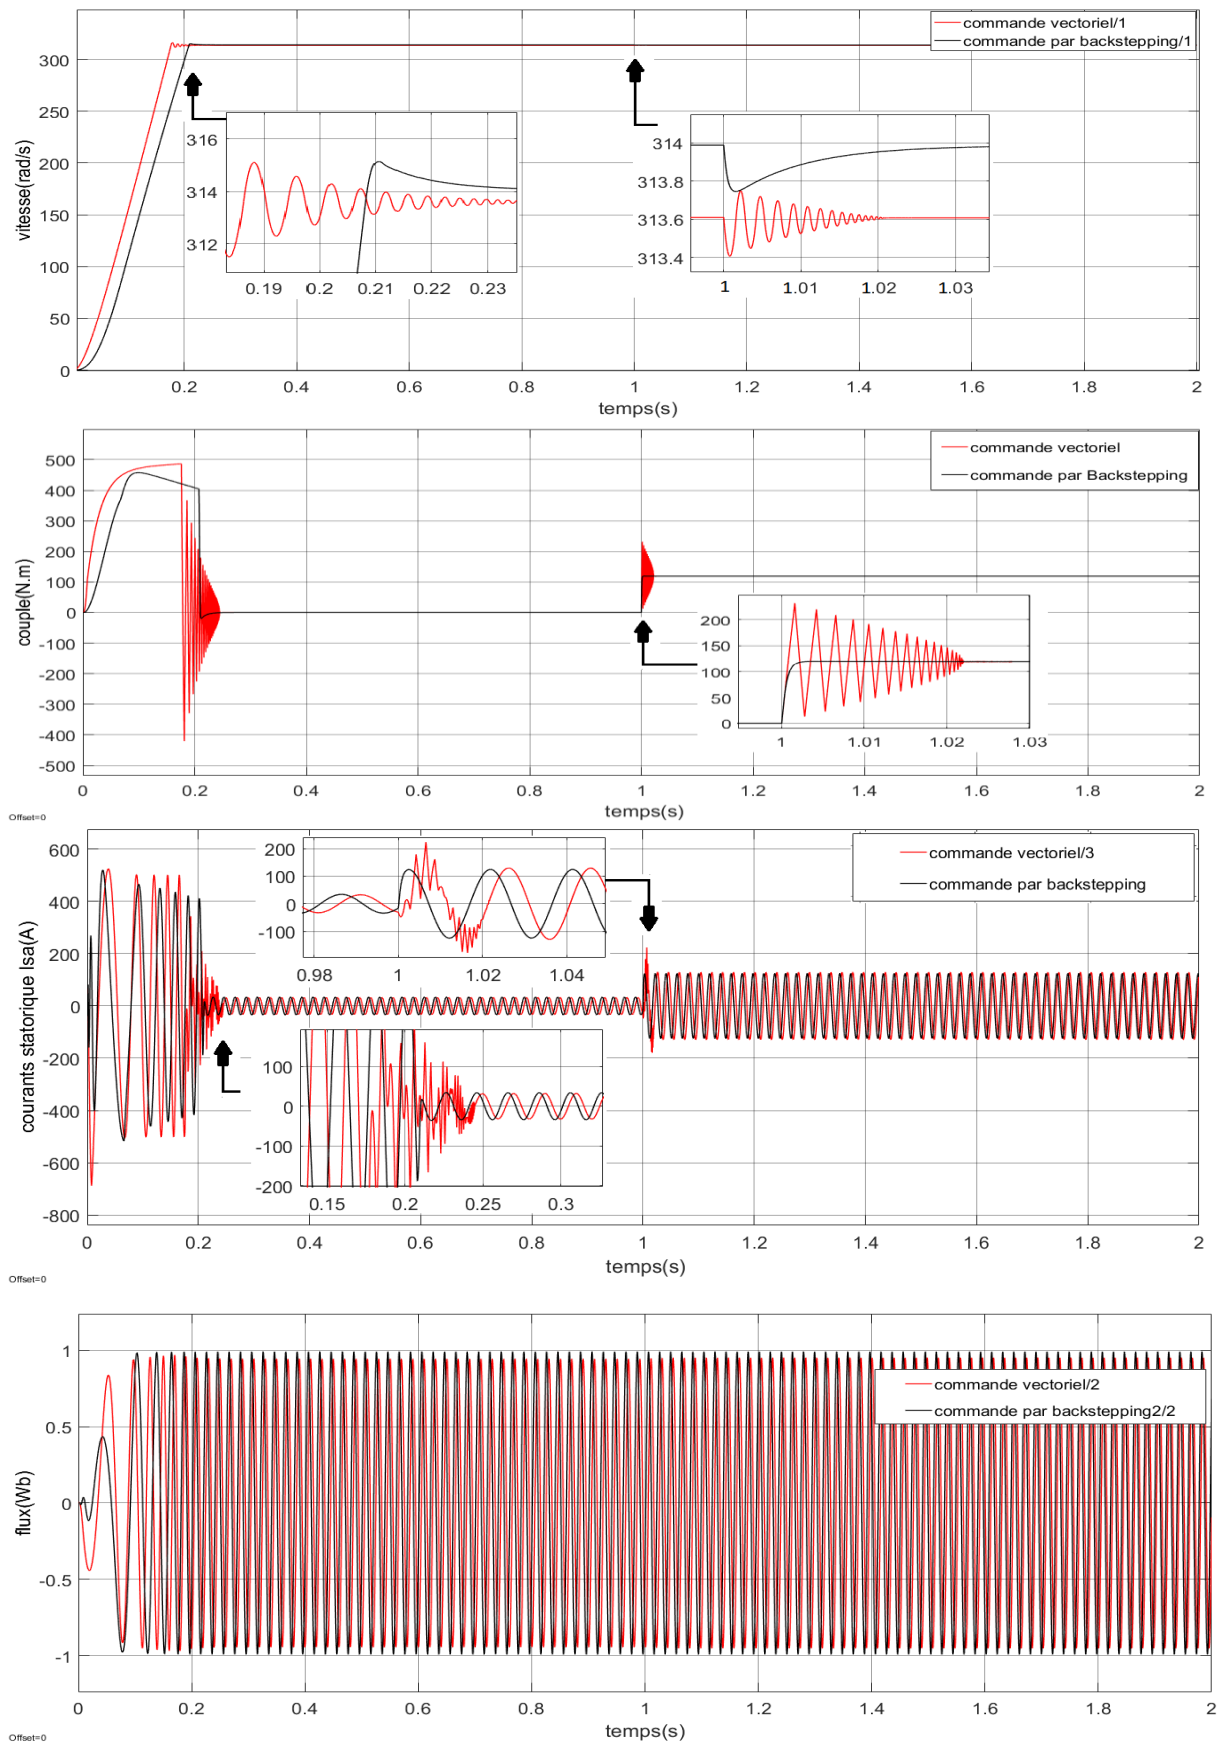 commande vectoriel/1
commande par backstepping/1
vitesse(rad/s)
300
250
200
150
100
50
0
316
314
312
0.19 0.2 0.21 0.22 0.23
314
313.8
313.6
313.4
1 1.01 1.02 1.03
0.2 0.4 0.6 0.8 1 1.2 1.4 1.6 1.8 2
temps(s)
commande vectoriel
commande par Backstepping
couple(N.m)
500
400
300
200
100
0
-100
-200
-300
-400
-500
200
150
100
50
0
1 1.01 1.02 1.03
0 0.2 0.4 0.6 0.8 1 1.2 1.4 1.6 1.8 2
temps(s)
Offset=0
commande vectoriel/3
commande par backstepping
courants statorique Isa(A)
600
400
200
0
-200
-400
-600
-800
200
100
0
-100
0.98 1 1.02 1.04
100
0
-100
-200
0.15 0.2 0.25 0.3
0 0.2 0.4 0.6 0.8 1 1.2 1.4 1.6 1.8 2
temps(s)
Offset=0
commande vectoriel/2
commande par backstepping2/2
flux(Wb)
1
0.5
0
-0.5
-1
0 0.2 0.4 0.6 0.8 1 1.2 1.4 1.6 1.8 2
temps(s)
Offset=0